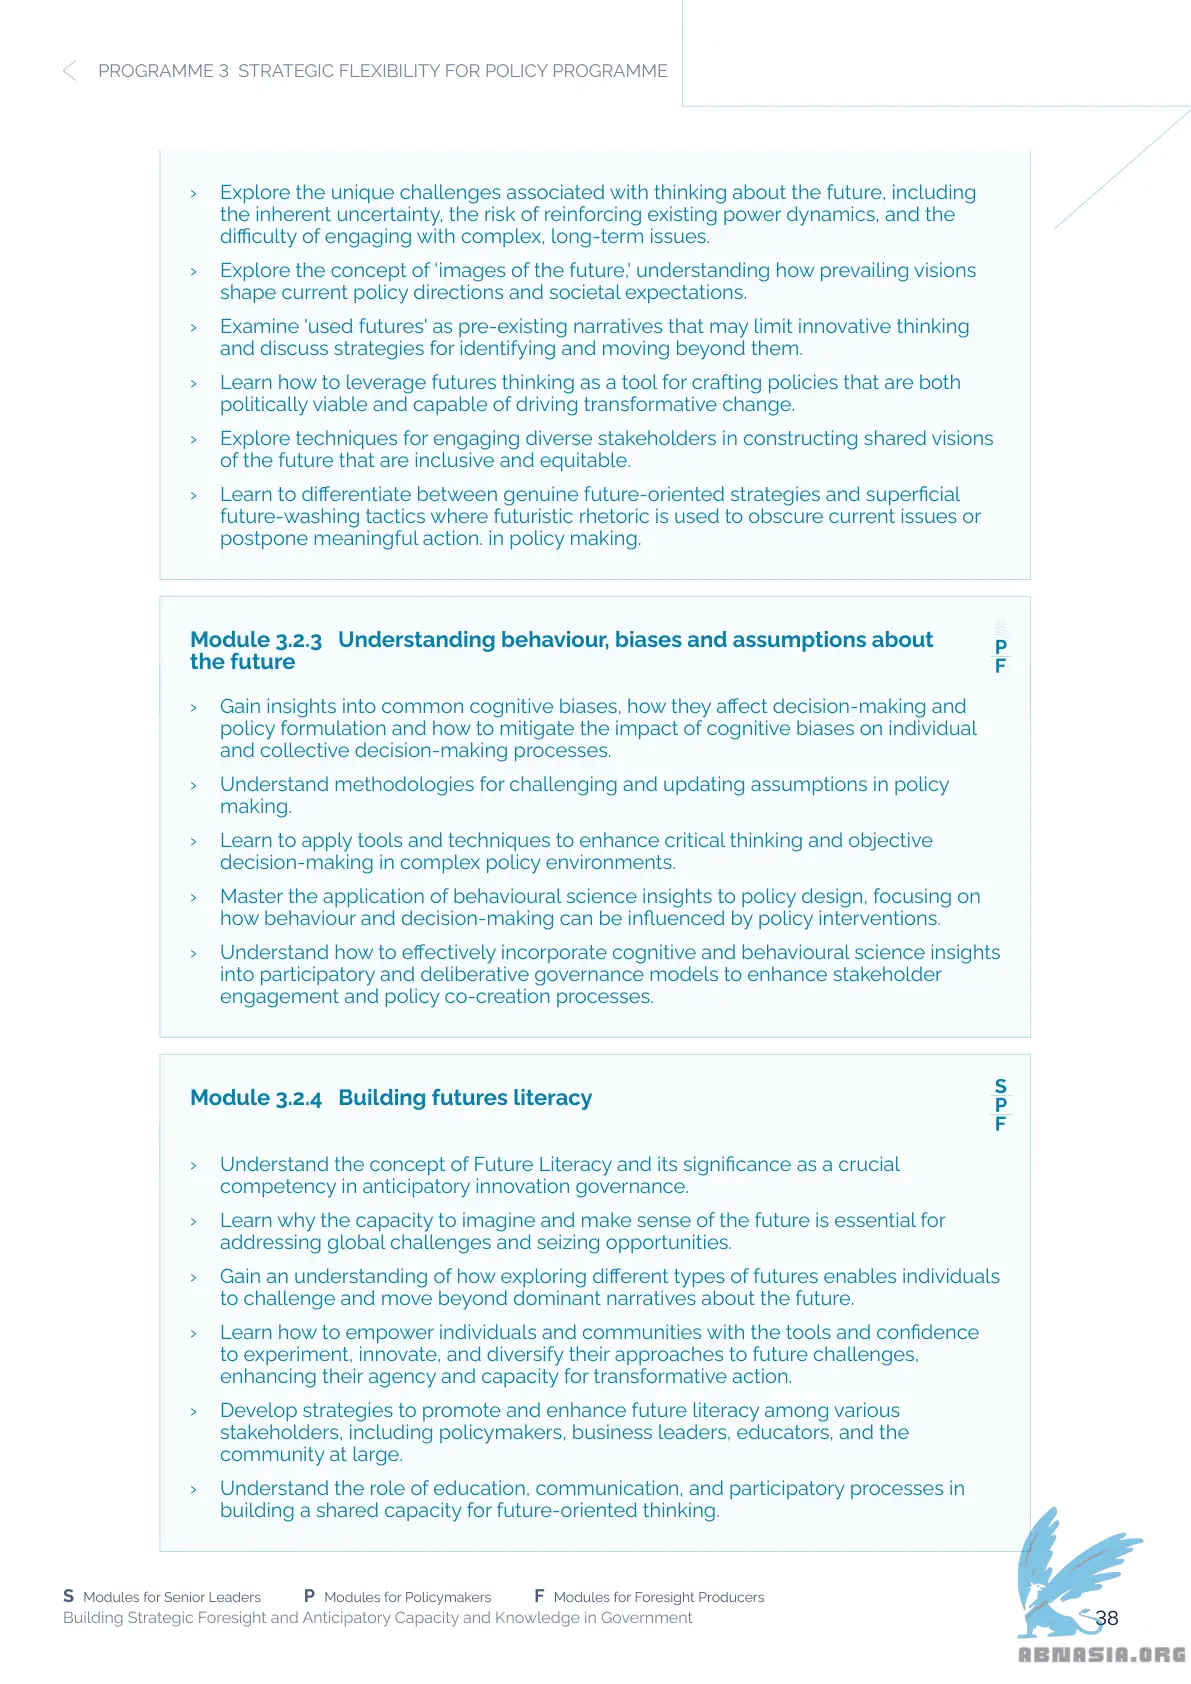 PROGRAMME 3 STRATEGIC FLEXIBILITY FOR POLICY PROGRAMME
› Explore the unique challenges associated with thinking about the future, including
the inherent uncertainty, the risk of reinforcing existing power dynamics, and the
difficulty of engaging with complex, long-term issues.
› Explore the concept of 'images of the future,' understanding how prevailing visions
shape current policy directions and societal expectations.
› Examine 'used futures' as pre-existing narratives that may limit innovative thinking
and discuss strategies for identifying and moving beyond them.
› Learn how to leverage futures thinking as a tool for crafting policies that are both
politically viable and capable of driving transformative change.
› Explore techniques for engaging diverse stakeholders in constructing shared visions
of the future that are inclusive and equitable.
› Learn to differentiate between genuine future-oriented strategies and superficial
future-washing tactics where futuristic rhetoric is used to obscure current issues or
postpone meaningful action. in policy making.
Module 3.2.3 Understanding behaviour, biases and assumptions about
the future
S
P
F
› Gain insights into common cognitive biases, how they affect decision-making and
policy formulation and how to mitigate the impact of cognitive biases on individual
and collective decision-making processes.
› Understand methodologies for challenging and updating assumptions in policy
making.
› Learn to apply tools and techniques to enhance critical thinking and objective
decision-making in complex policy environments.
› Master the application of behavioural science insights to policy design, focusing on
how behaviour and decision-making can be influenced by policy interventions.
› Understand how to effectively incorporate cognitive and behavioural science insights
into participatory and deliberative governance models to enhance stakeholder
engagement and policy co-creation processes.
Module 3.2.4 Building futures literacy
S
P
F
› Understand the concept of Future Literacy and its significance as a crucial
competency in anticipatory innovation governance.
› Learn why the capacity to imagine and make sense of the future is essential for
addressing global challenges and seizing opportunities.
› Gain an understanding of how exploring different types of futures enables individuals
to challenge and move beyond dominant narratives about the future.
› Learn how to empower individuals and communities with the tools and confidence
to experiment, innovate, and diversify their approaches to future challenges,
enhancing their agency and capacity for transformative action.
› Develop strategies to promote and enhance future literacy among various
stakeholders, including policymakers, business leaders, educators, and the
community at large.
› Understand the role of education, communication, and participatory processes in
building a shared capacity for future-oriented thinking.
S Modules for Senior Leaders P Modules for Policymakers F Modules for Foresight Producers
Building Strategic Foresight and Anticipatory Capacity and Knowledge in Government
38
ABNASIA.ORG